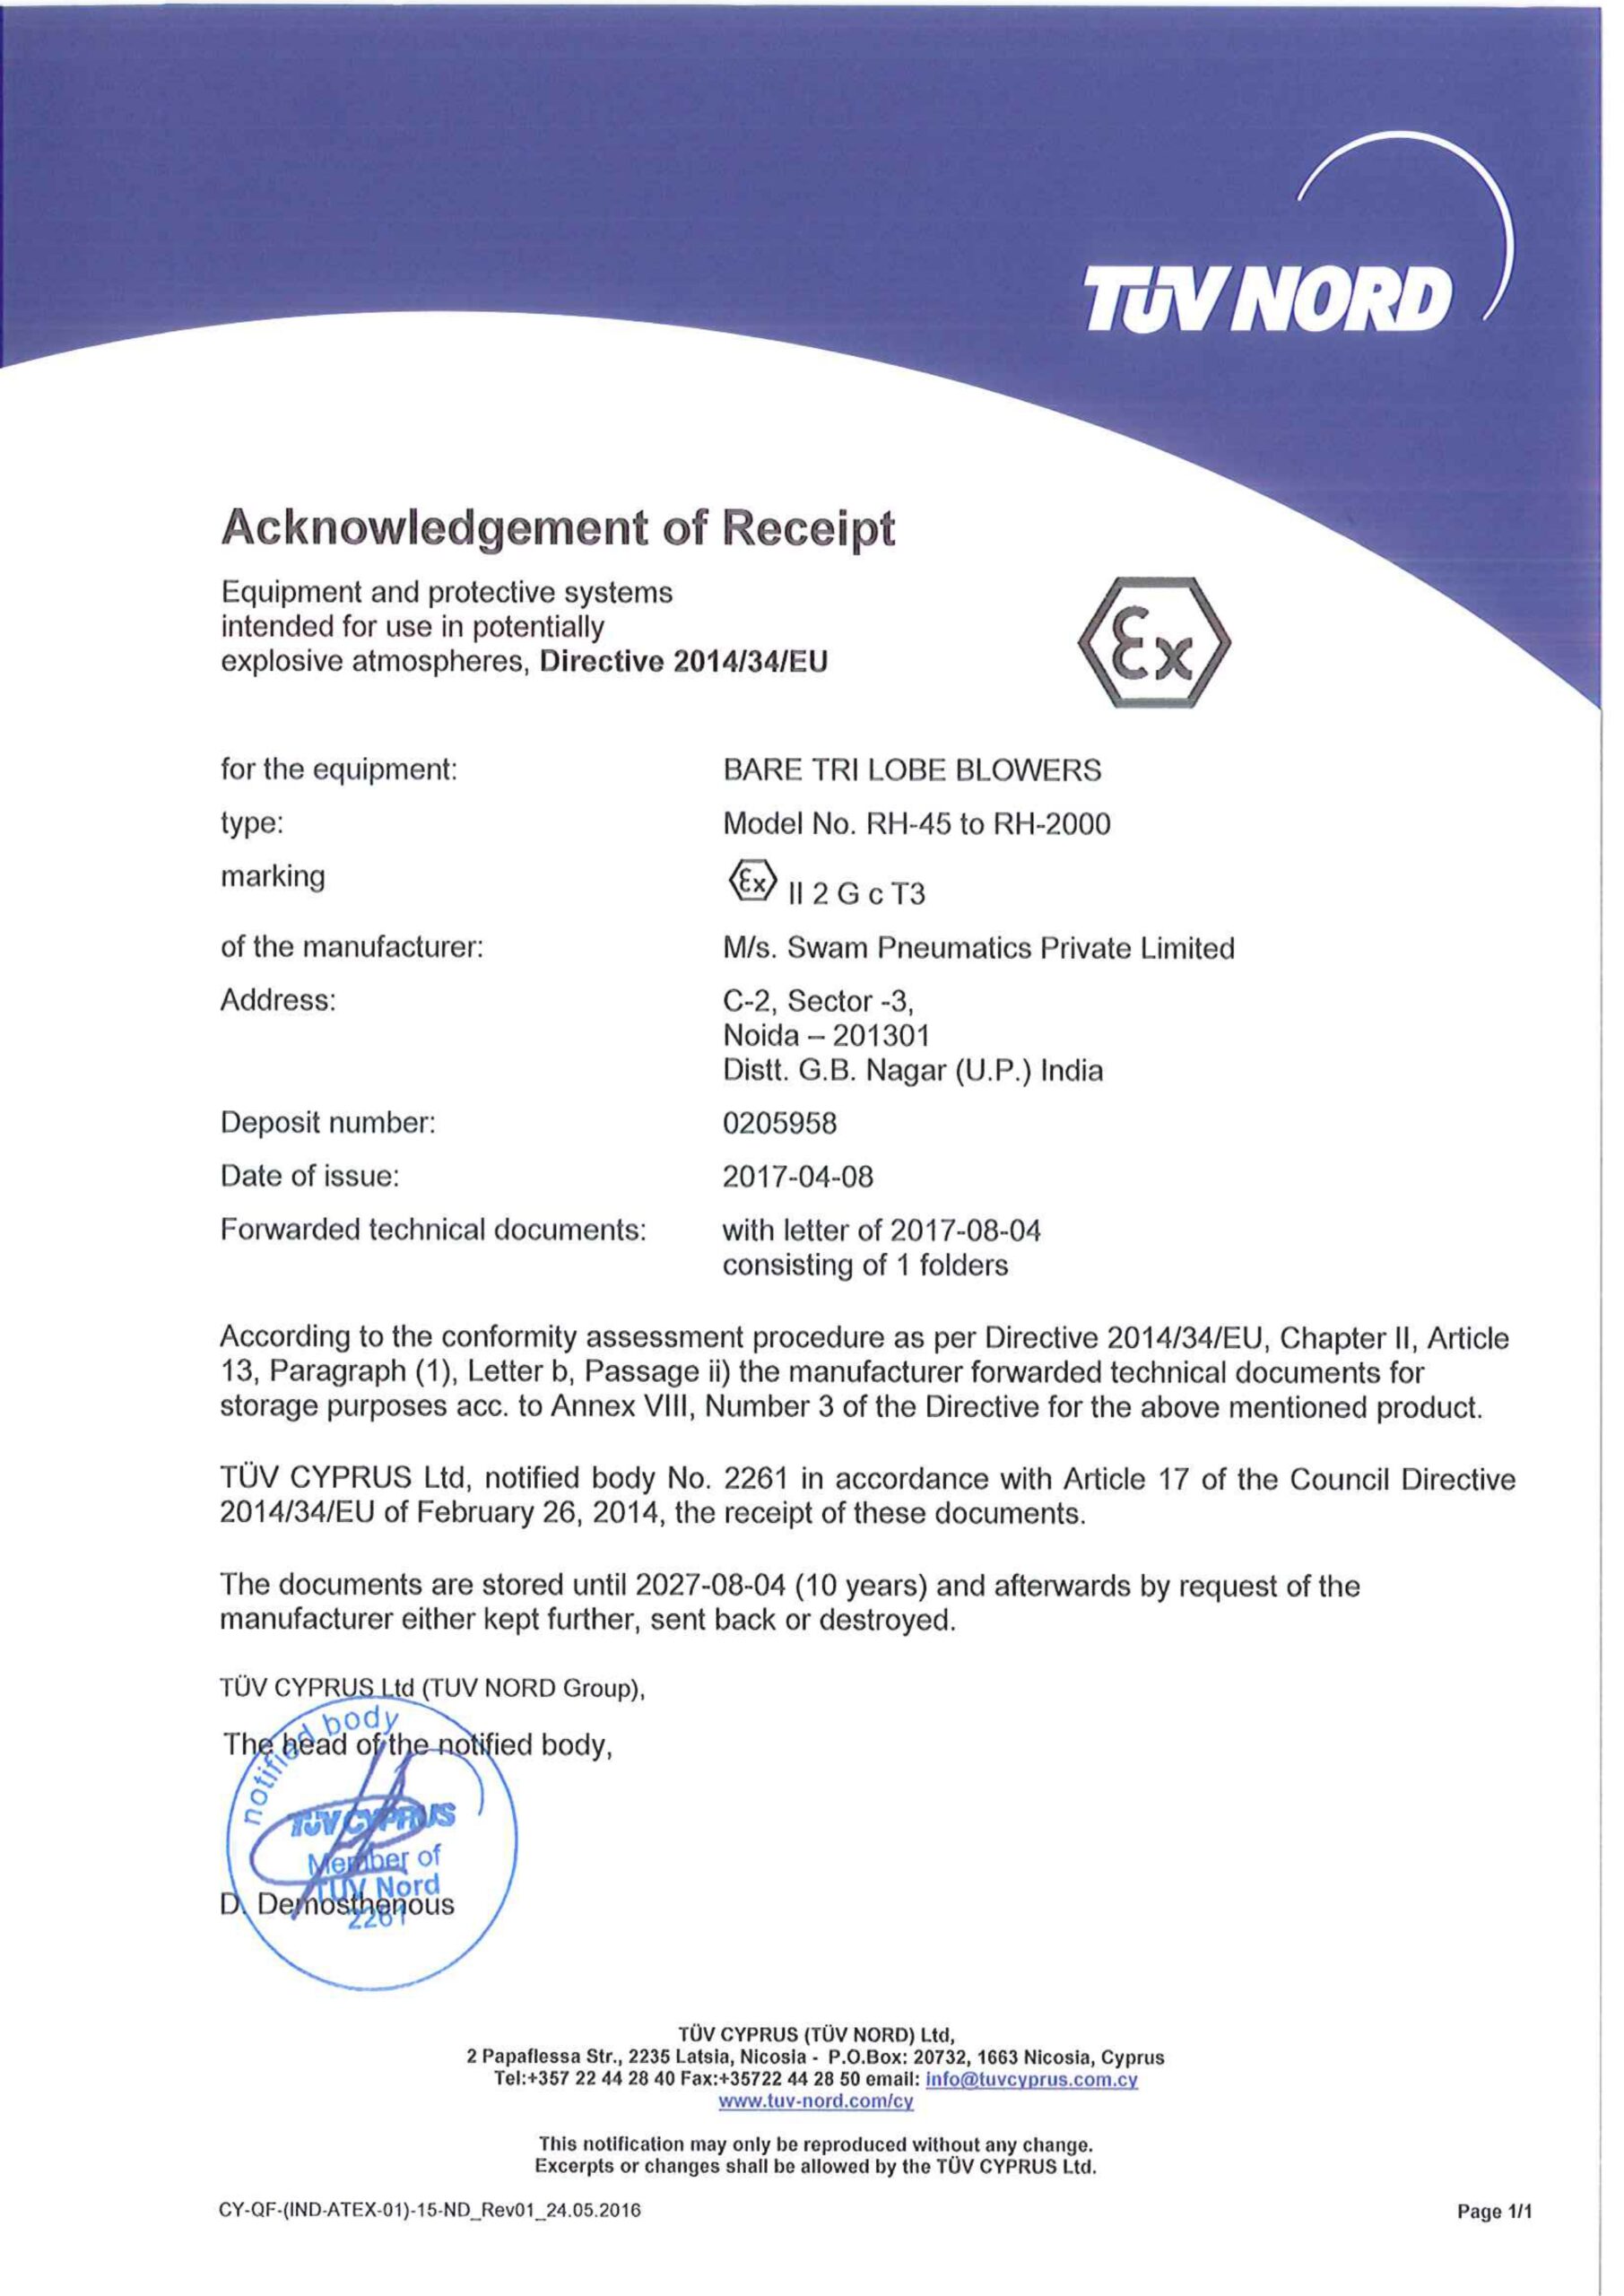 TÜV NORD
Acknowledgement of Receipt
Equipment and protective systems
intended for use in potentially
explosive atmospheres, Directive 2014/34/EU
Ex
for the equipment: BARE TRI LOBE BLOWERS
type: Model No. RH-45 to RH-2000
marking Ex II 2 G c T3
of the manufacturer: M/s. Swam Pneumatics Private Limited
Address: C-2, Sector -3,
Noida – 201301
Distt. G.B. Nagar (U.P.) India
Deposit number: 0205958
Date of issue: 2017-04-08
Forwarded technical documents: with letter of 2017-08-04
consisting of 1 folders
According to the conformity assessment procedure as per Directive 2014/34/EU, Chapter II, Article
13, Paragraph (1), Letter b, Passage ii) the manufacturer forwarded technical documents for
storage purposes acc. to Annex VIII, Number 3 of the Directive for the above mentioned product.
TÜV CYPRUS Ltd, notified body No. 2261 in accordance with Article 17 of the Council Directive
2014/34/EU of February 26, 2014, the receipt of these documents.
The documents are stored until 2027-08-04 (10 years) and afterwards by request of the
manufacturer either kept further, sent back or destroyed.
TÜV CYPRUS Ltd (TUV NORD Group),
The head of the notified body,
notified body
TÜV CYPRUS
Member of
TUV Nord
2261
D. Demosthenous
TÜV CYPRUS (TÜV NORD) Ltd,
2 Papaflessa Str., 2235 Latsia, Nicosia - P.O.Box: 20732, 1663 Nicosia, Cyprus
Tel:+357 22 44 28 40 Fax:+35722 44 28 50 email: info@tuvcyprus.com.cy
www.tuv-nord.com/cy
This notification may only be reproduced without any change.
Excerpts or changes shall be allowed by the TÜV CYPRUS Ltd.
CY-QF-(IND-ATEX-01)-15-ND_Rev01_24.05.2016 Page 1/1